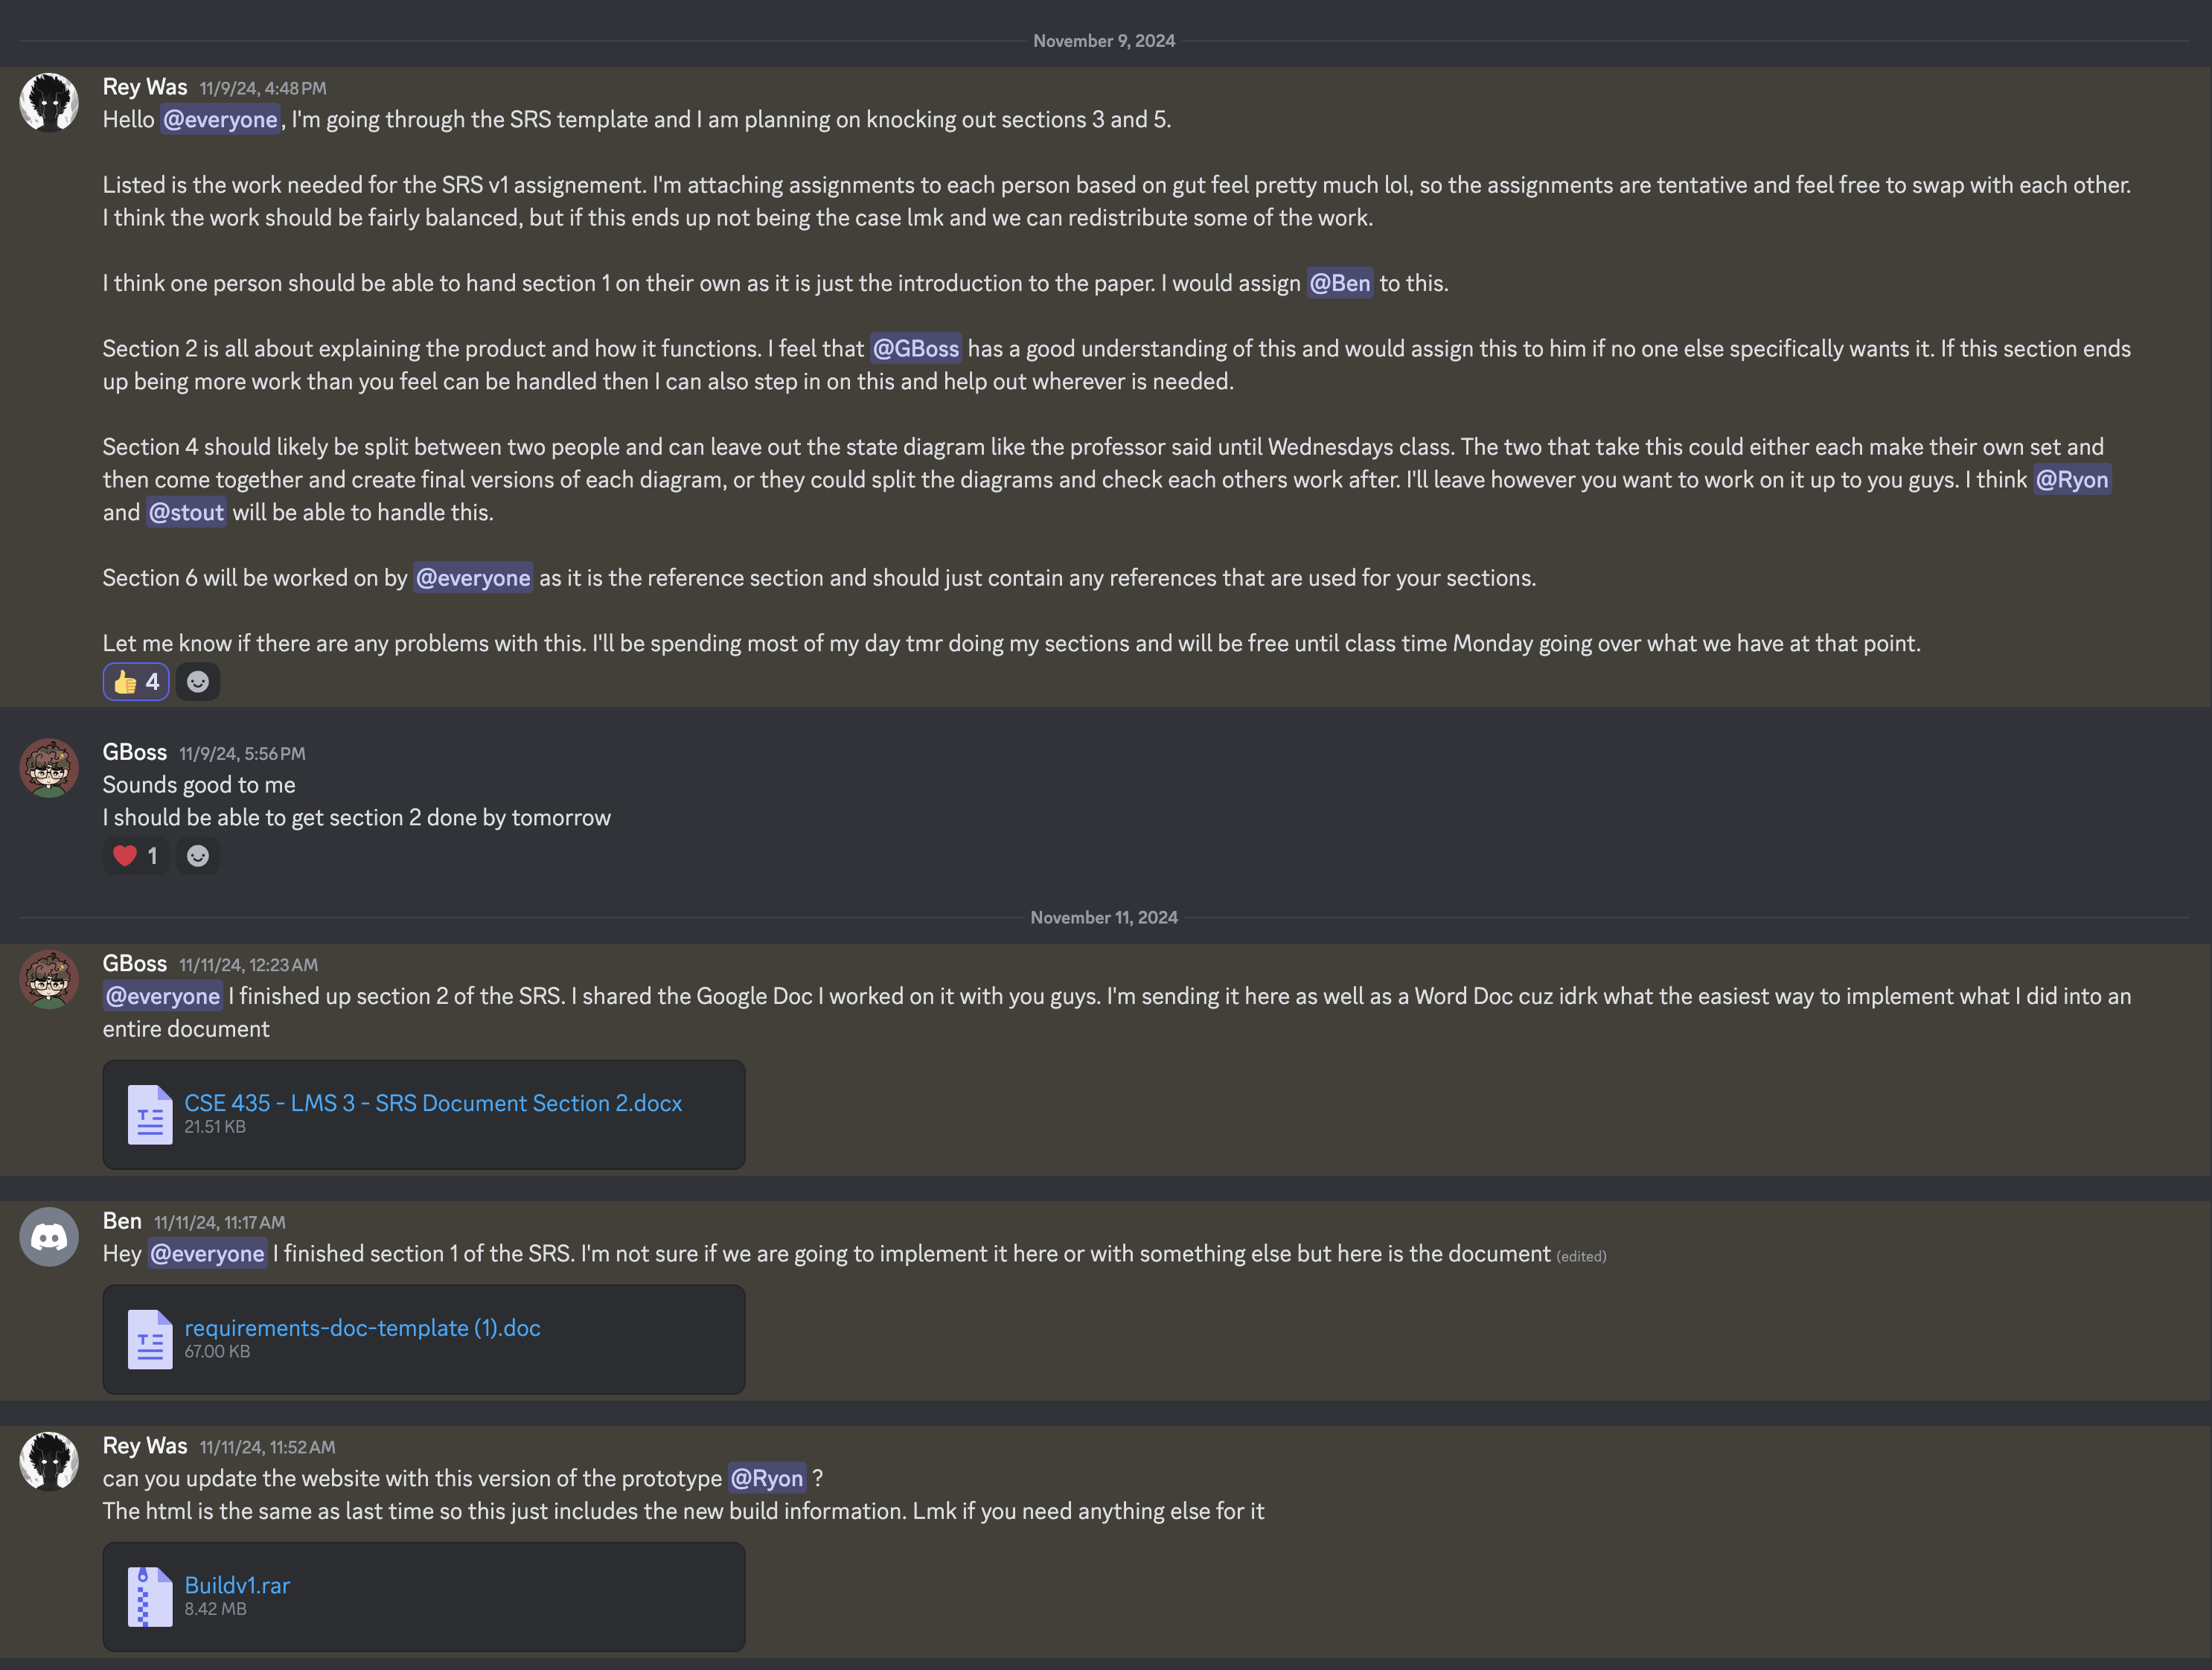 November 9, 2024
Rey Was 11/9/24, 4:48 PM
Hello @everyone, I'm going through the SRS template and I am planning on knocking out sections 3 and 5.
Listed is the work needed for the SRS v1 assignement. I'm attaching assignments to each person based on gut feel pretty much lol, so the assignments are tentative and feel free to swap with each other.
I think the work should be fairly balanced, but if this ends up not being the case lmk and we can redistribute some of the work.
I think one person should be able to hand section 1 on their own as it is just the introduction to the paper. I would assign @Ben to this.
Section 2 is all about explaining the product and how it functions. I feel that @GBoss has a good understanding of this and would assign this to him if no one else specifically wants it. If this section ends
up being more work than you feel can be handled then I can also step in on this and help out wherever is needed.
Section 4 should likely be split between two people and can leave out the state diagram like the professor said until Wednesdays class. The two that take this could either each make their own set and
then come together and create final versions of each diagram, or they could split the diagrams and check each others work after. I'll leave however you want to work on it up to you guys. I think @Ryon
and @stout will be able to handle this.
Section 6 will be worked on by @everyone as it is the reference section and should just contain any references that are used for your sections.
Let me know if there are any problems with this. I'll be spending most of my day tmr doing my sections and will be free until class time Monday going over what we have at that point.
4
GBoss 11/9/24, 5:56 PM
Sounds good to me
I should be able to get section 2 done by tomorrow
1
November 11, 2024
GBoss 11/11/24, 12:23 AM
@everyone I finished up section 2 of the SRS. I shared the Google Doc I worked on it with you guys. I'm sending it here as well as a Word Doc cuz idrk what the easiest way to implement what I did into an
entire document
CSE 435 - LMS 3 - SRS Document Section 2.docx
21.51 KB
Ben 11/11/24, 11:17 AM
Hey @everyone I finished section 1 of the SRS. I'm not sure if we are going to implement it here or with something else but here is the document (edited)
requirements-doc-template (1).doc
67.00 KB
Rey Was 11/11/24, 11:52 AM
can you update the website with this version of the prototype @Ryon ?
The html is the same as last time so this just includes the new build information. Lmk if you need anything else for it
Buildv1.rar
8.42 MB